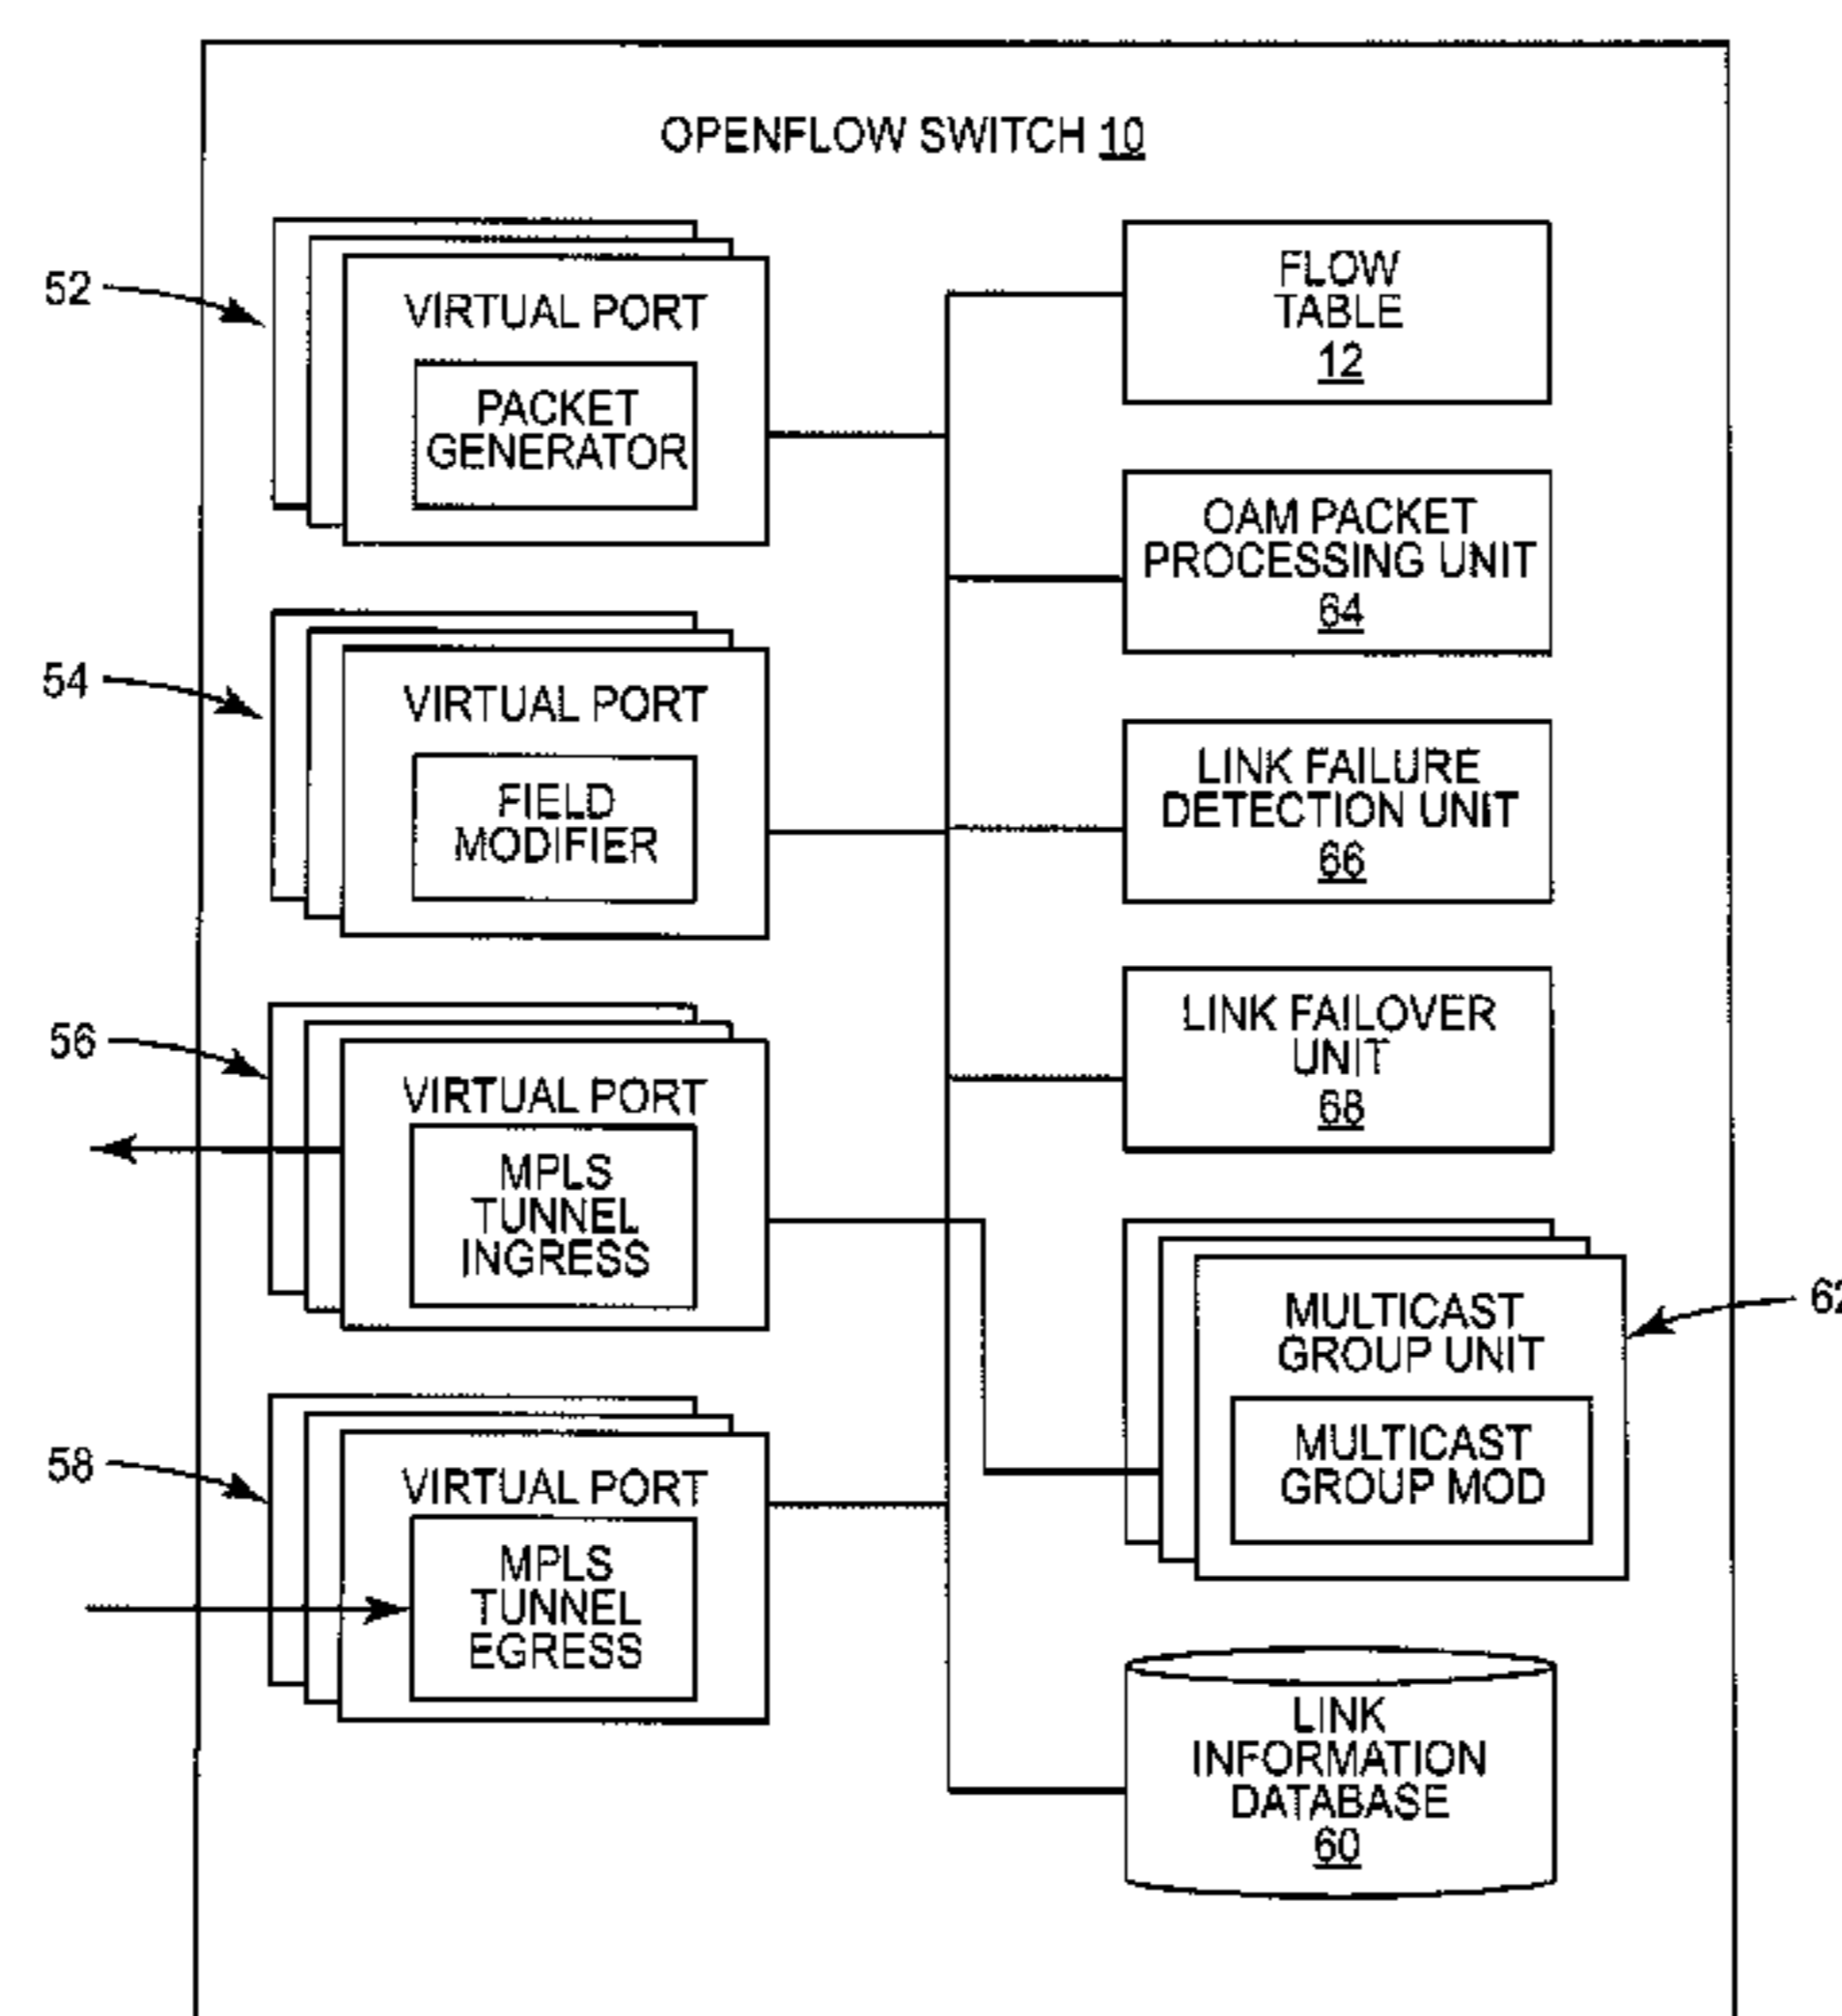 OPENFLOW SWITCH 10
52
VIRTUAL PORT
PACKET
GENERATOR
54
VIRTUAL PORT
FIELD
MODIFIER
56
VIRTUAL PORT
MPLS
TUNNEL
INGRESS
58
VIRTUAL PORT
MPLS
TUNNEL
EGRESS
FLOW
TABLE
12
OAM PACKET
PROCESSING UNIT
64
LINK FAILURE
DETECTION UNIT
66
LINK FAILOVER
UNIT
68
MULTICAST
GROUP UNIT
MULTICAST
GROUP MOD
62
LINK
INFORMATION
DATABASE
60